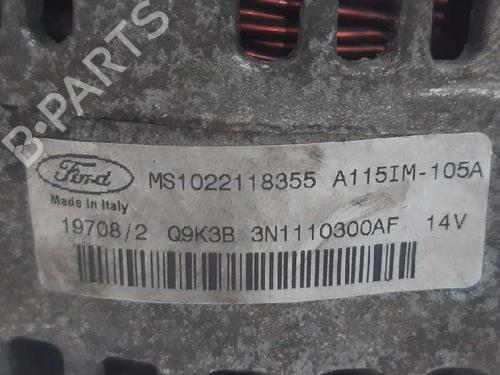 B-PARTS
Ford
MS1022118355 A115IM-105A
Made in Italy
19708/2 Q9K3B 3N1110300AF 14V